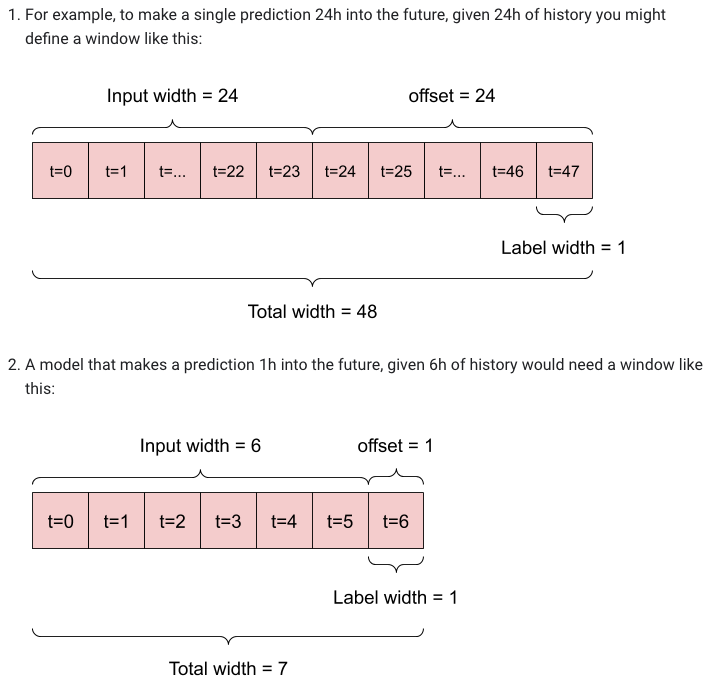 1. For example, to make a single prediction 24h into the future, given 24h of history you might
define a window like this:
Input width = 24
offset = 24
t=0 t=1 t=... t=22 t=23 t=24 t=25 t=... t=46 t=47
Label width = 1
Total width = 48
2. A model that makes a prediction 1h into the future, given 6h of history would need a window like
this:
Input width = 6
offset = 1
t=0 t=1 t=2 t=3 t=4 t=5 t=6
Label width = 1
Total width = 7